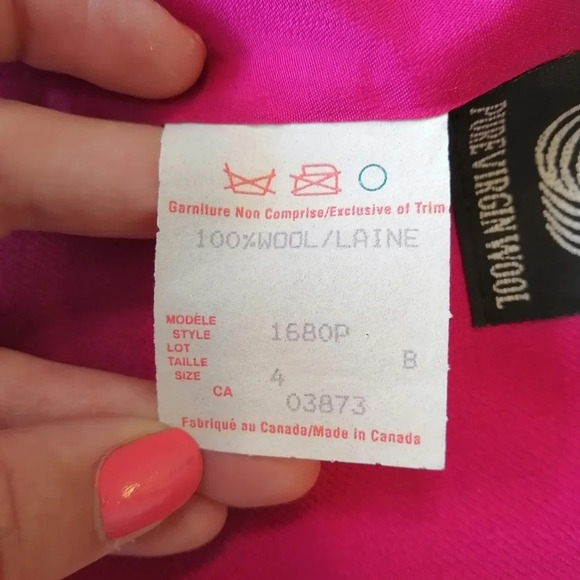 Garniture Non Comprise/Exclusive of Trim
100%WOOL/LAINE
MODÈLE
STYLE 1680P
LOT B
TAILLE
SIZE 4
CA 03873
Fabriqué au Canada/Made in Canada
PURE VIRGIN WOOL